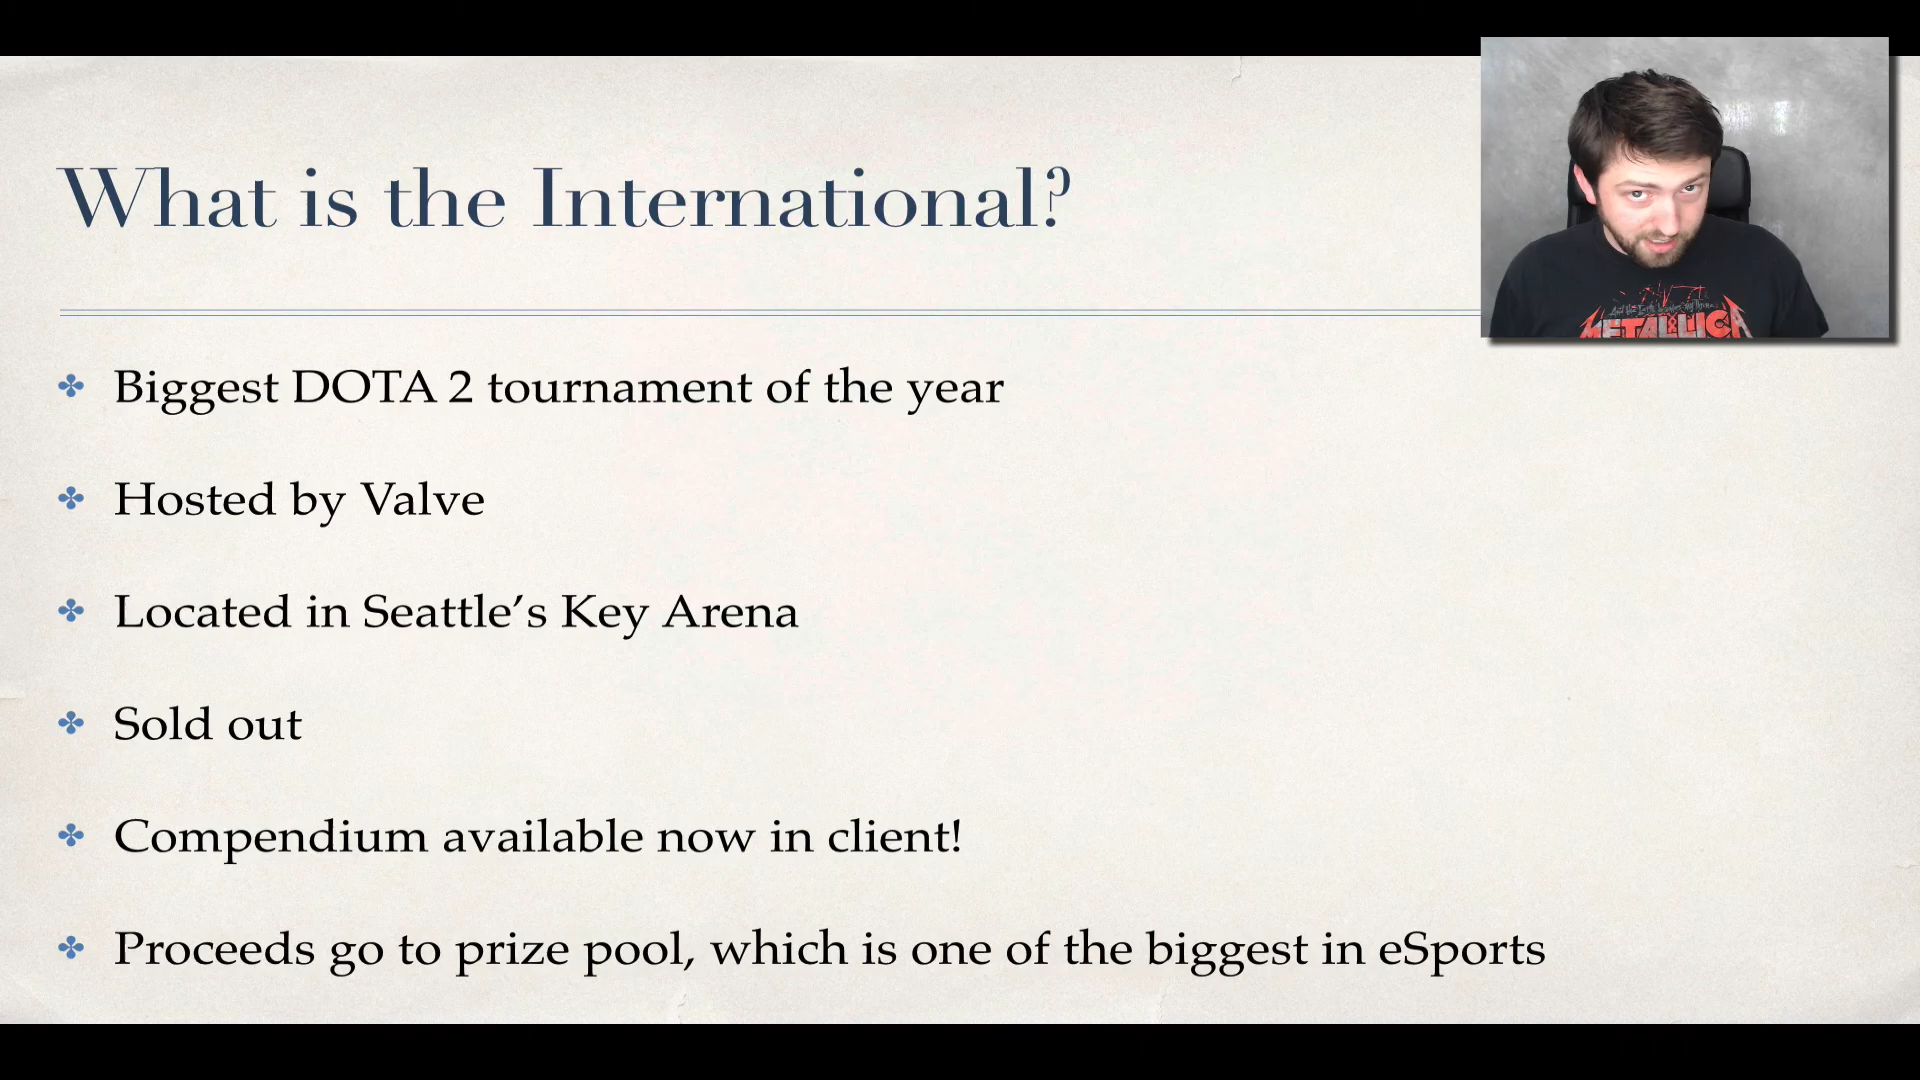 What is the International?
Biggest DOTA 2 tournament of the year
Hosted by Valve
Located in Seattle’s Key Arena
Sold out
Compendium available now in client!
Proceeds go to prize pool, which is one of the biggest in eSports
METALLICA